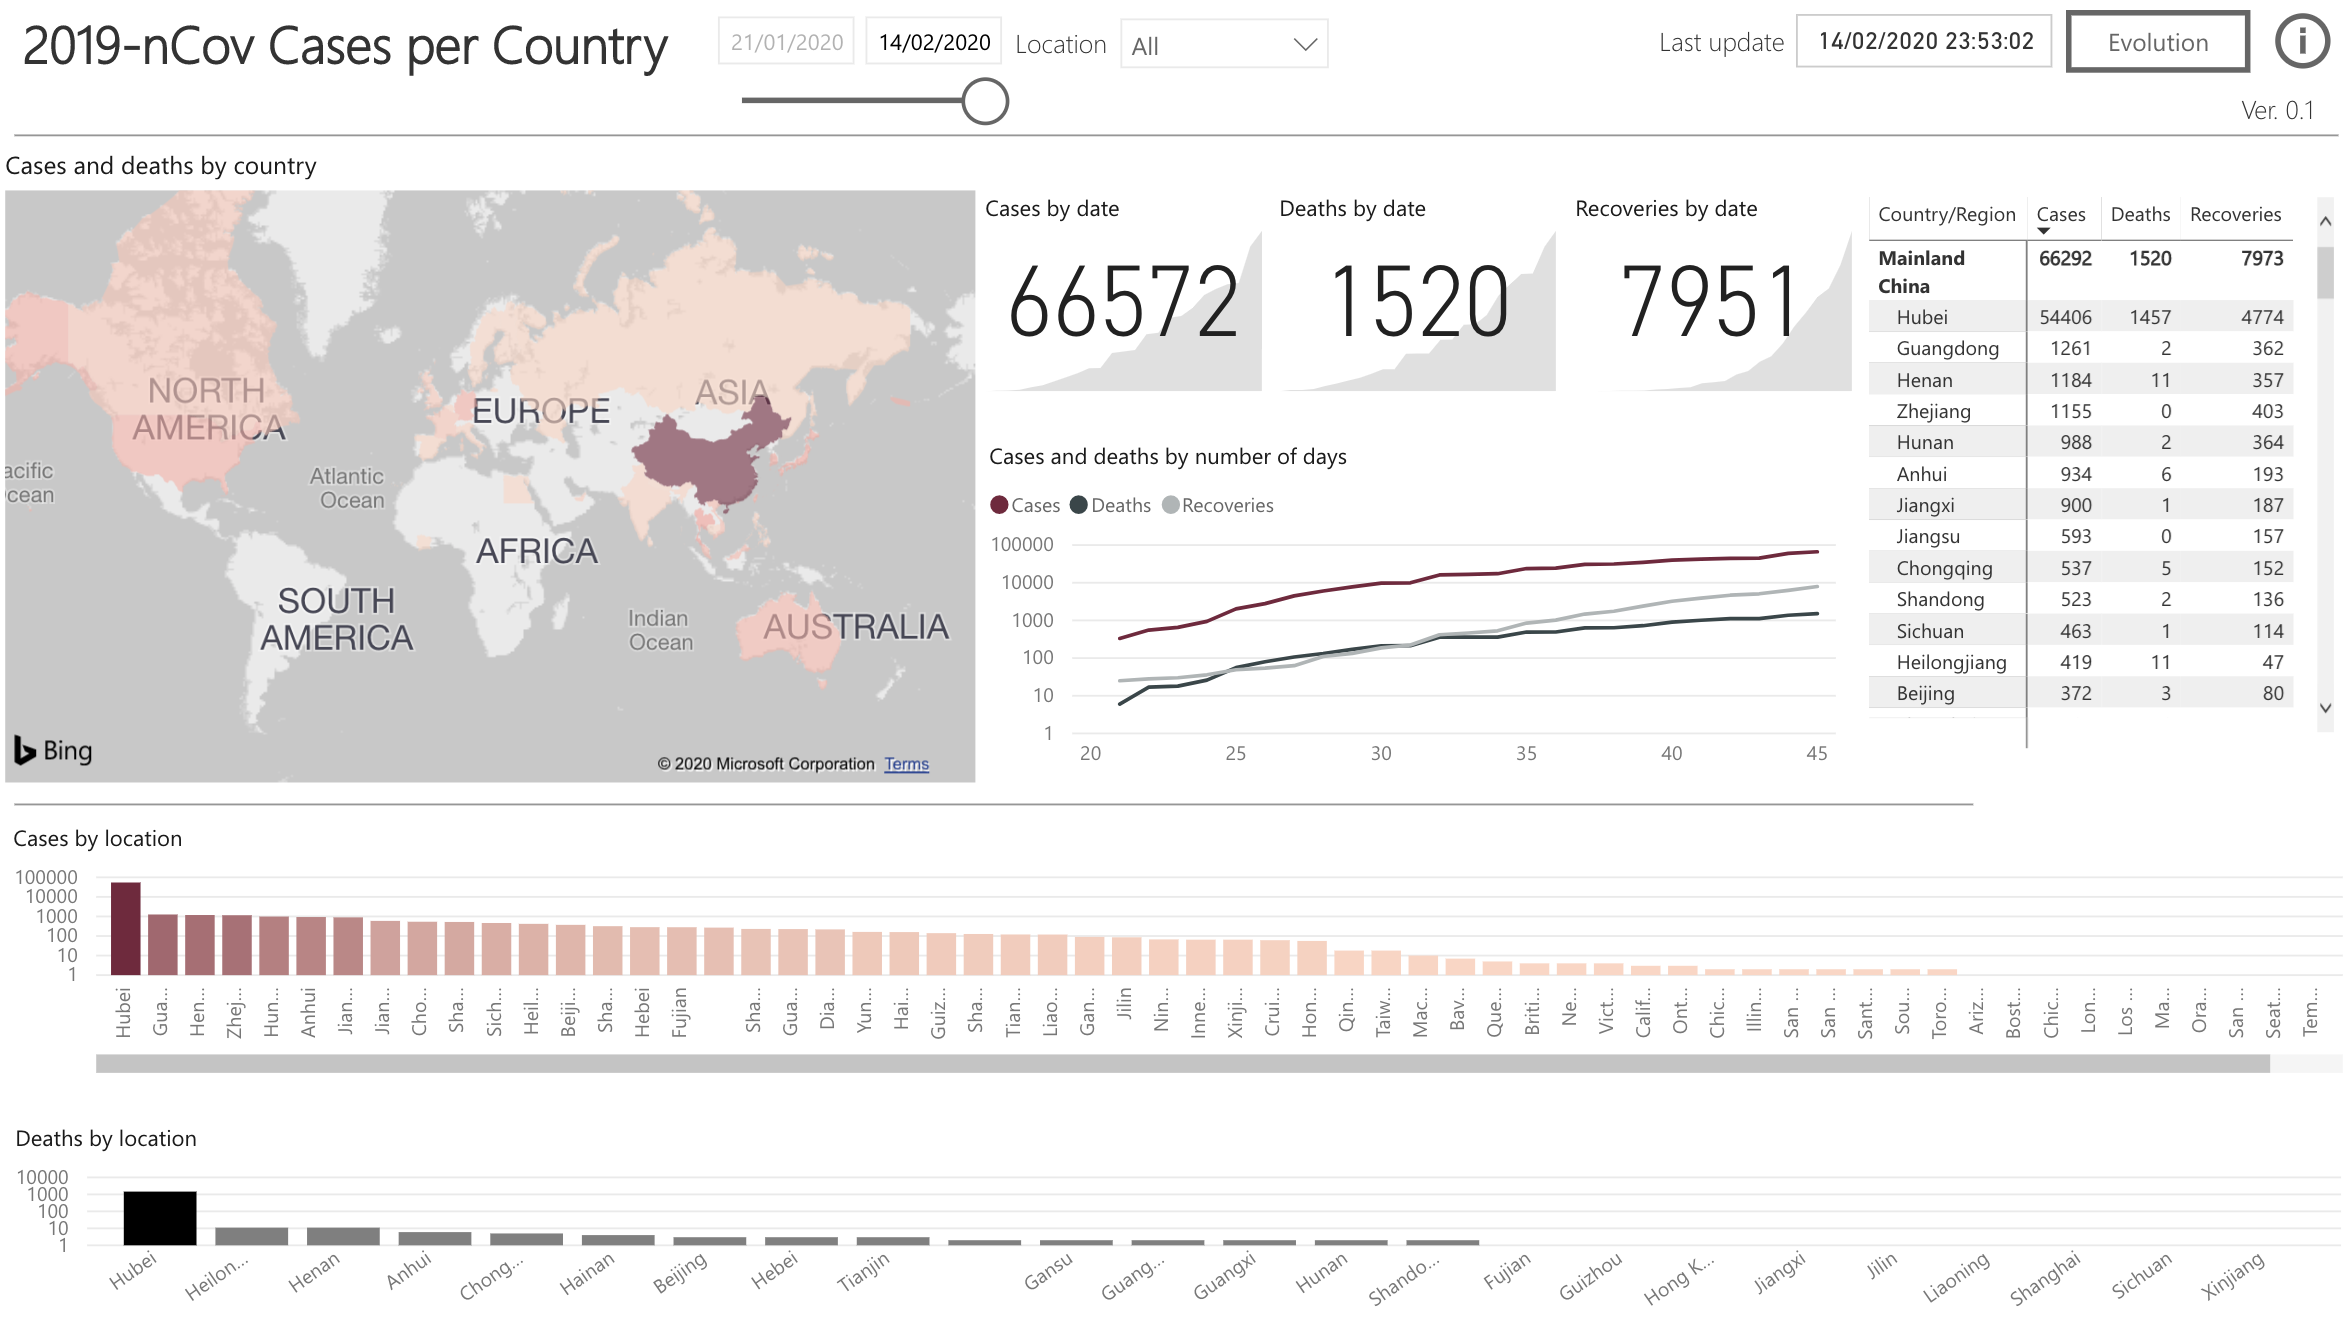 2019-nCov Cases per Country
21/01/2020
14/02/2020
Location
All
Last update
14/02/2020 23:53:02
Evolution
i
Ver. 0.1
Cases and deaths by country
NORTH
AMERICA
EUROPE
ASIA
acific
cean
Atlantic
Ocean
AFRICA
SOUTH
AMERICA
Indian
Ocean
AUSTRALIA
Bing
© 2020 Microsoft Corporation Terms
Cases by date
66572
Deaths by date
1520
Recoveries by date
7951
Cases and deaths by number of days
Cases Deaths Recoveries
100000
10000
1000
100
10
1
20 25 30 35 40 45
Country/Region Cases Deaths Recoveries
Mainland 66292 1520 7973
China
Hubei 54406 1457 4774
Guangdong 1261 2 362
Henan 1184 11 357
Zhejiang 1155 0 403
Hunan 988 2 364
Anhui 934 6 193
Jiangxi 900 1 187
Jiangsu 593 0 157
Chongqing 537 5 152
Shandong 523 2 136
Sichuan 463 1 114
Heilongjiang 419 11 47
Beijing 372 3 80
Cases by location
100000
10000
1000
100
10
1
Hubei
Gua...
Hen...
Zhej...
Hun...
Anhui
Jian...
Jian...
Cho...
Sha...
Sich...
Heil...
Beiji...
Sha...
Hebei
Fujian
Sha...
Gua...
Dia...
Yun...
Hai...
Guiz...
Sha...
Tian...
Liao...
Gan...
Jilin
Nin...
Inne...
Xinji...
Crui...
Hon...
Qin...
Taiw...
Mac...
Bav...
Que...
Briti...
Ne...
Vict...
Calif...
Ont...
Chic...
Illin...
San ...
San ...
Sant...
Sou...
Toro...
Ariz...
Bost...
Chic...
Lon...
Los ...
Ma...
Ora...
San ...
Seat...
Tem...
Deaths by location
10000
1000
100
10
1
Hubei
Heilon...
Henan
Anhui
Chong...
Hainan
Beijing
Hebei
Tianjin
Gansu
Guang...
Guangxi
Hunan
Shando...
Fujian
Guizhou
Hong K...
Jiangxi
Jilin
Liaoning
Shanghai
Sichuan
Xinjiang